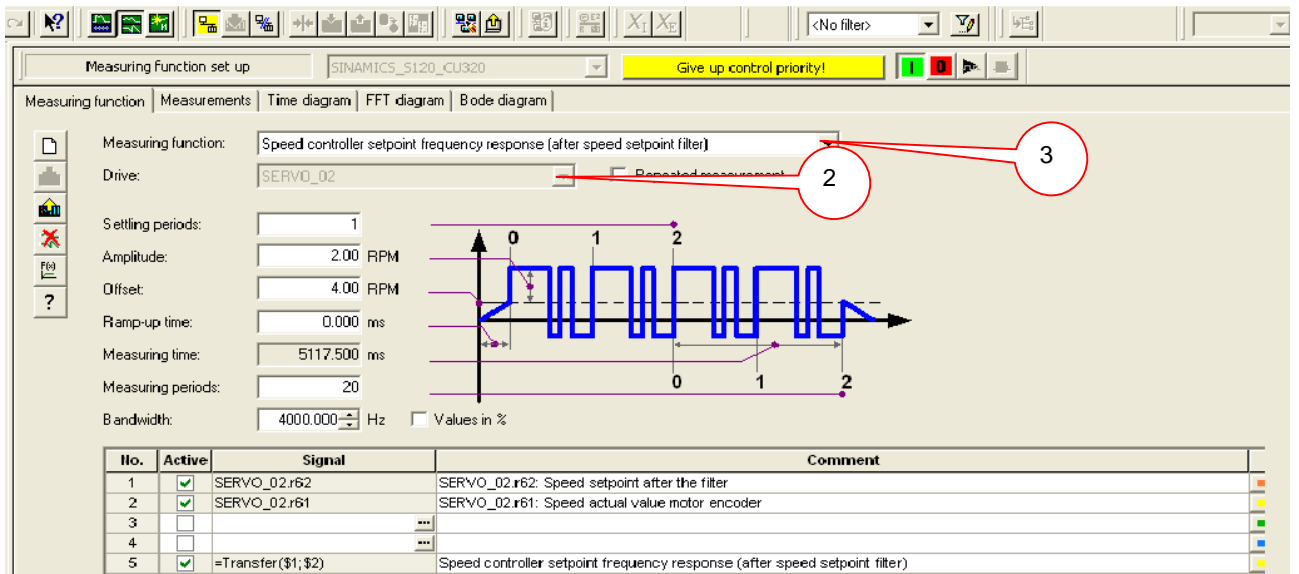 <No filter>
Measuring function set up
SINAMICS_S120_CU320
Give up control priority!
I
0
Measuring function
Measurements
Time diagram
FFT diagram
Bode diagram
Measuring function:
Speed controller setpoint frequency response (after speed setpoint filter)
3
Drive:
SERVO_02
Repeated measurement
2
Settling periods:
1
0 1 2
Amplitude:
2.00 RPM
Offset:
4.00 RPM
Ramp-up time:
0.000 ms
Measuring time:
5117.500 ms
Measuring periods:
20
0 1 2
Bandwidth:
4000.000 Hz
Values in %
No. Active Signal Comment
1 SERVO_02.r62 SERVO_02.r62: Speed setpoint after the filter
2 SERVO_02.r61 SERVO_02.r61: Speed actual value motor encoder
3 ...
4 ...
5 =Transfer($1;$2) Speed controller setpoint frequency response (after speed setpoint filter)